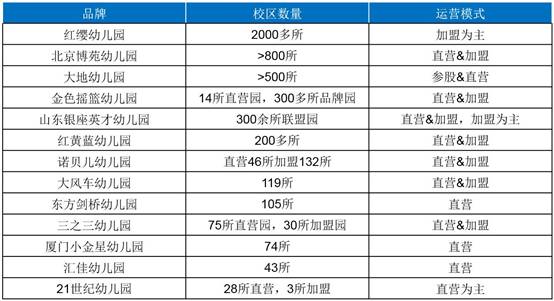 品牌 校区数量 运营模式
红缨幼儿园 2000多所 加盟为主
北京博苑幼儿园 >800所 直营&加盟
大地幼儿园 >500所 参股&直营
金色摇篮幼儿园 14所直营园，300多所品牌园 直营&加盟
山东银座英才幼儿园 300余所联盟园 直营&加盟，加盟为主
红黄蓝幼儿园 200多所 直营&加盟
诺贝儿幼儿园 直营46所加盟132所 直营&加盟
大风车幼儿园 119所 直营&加盟
东方剑桥幼儿园 105所 直营
三之三幼儿园 75所直营园，30所加盟园 直营&加盟
厦门小金星幼儿园 74所 直营
汇佳幼儿园 43所 直营
21世纪幼儿园 28所直营，3所加盟 直营为主